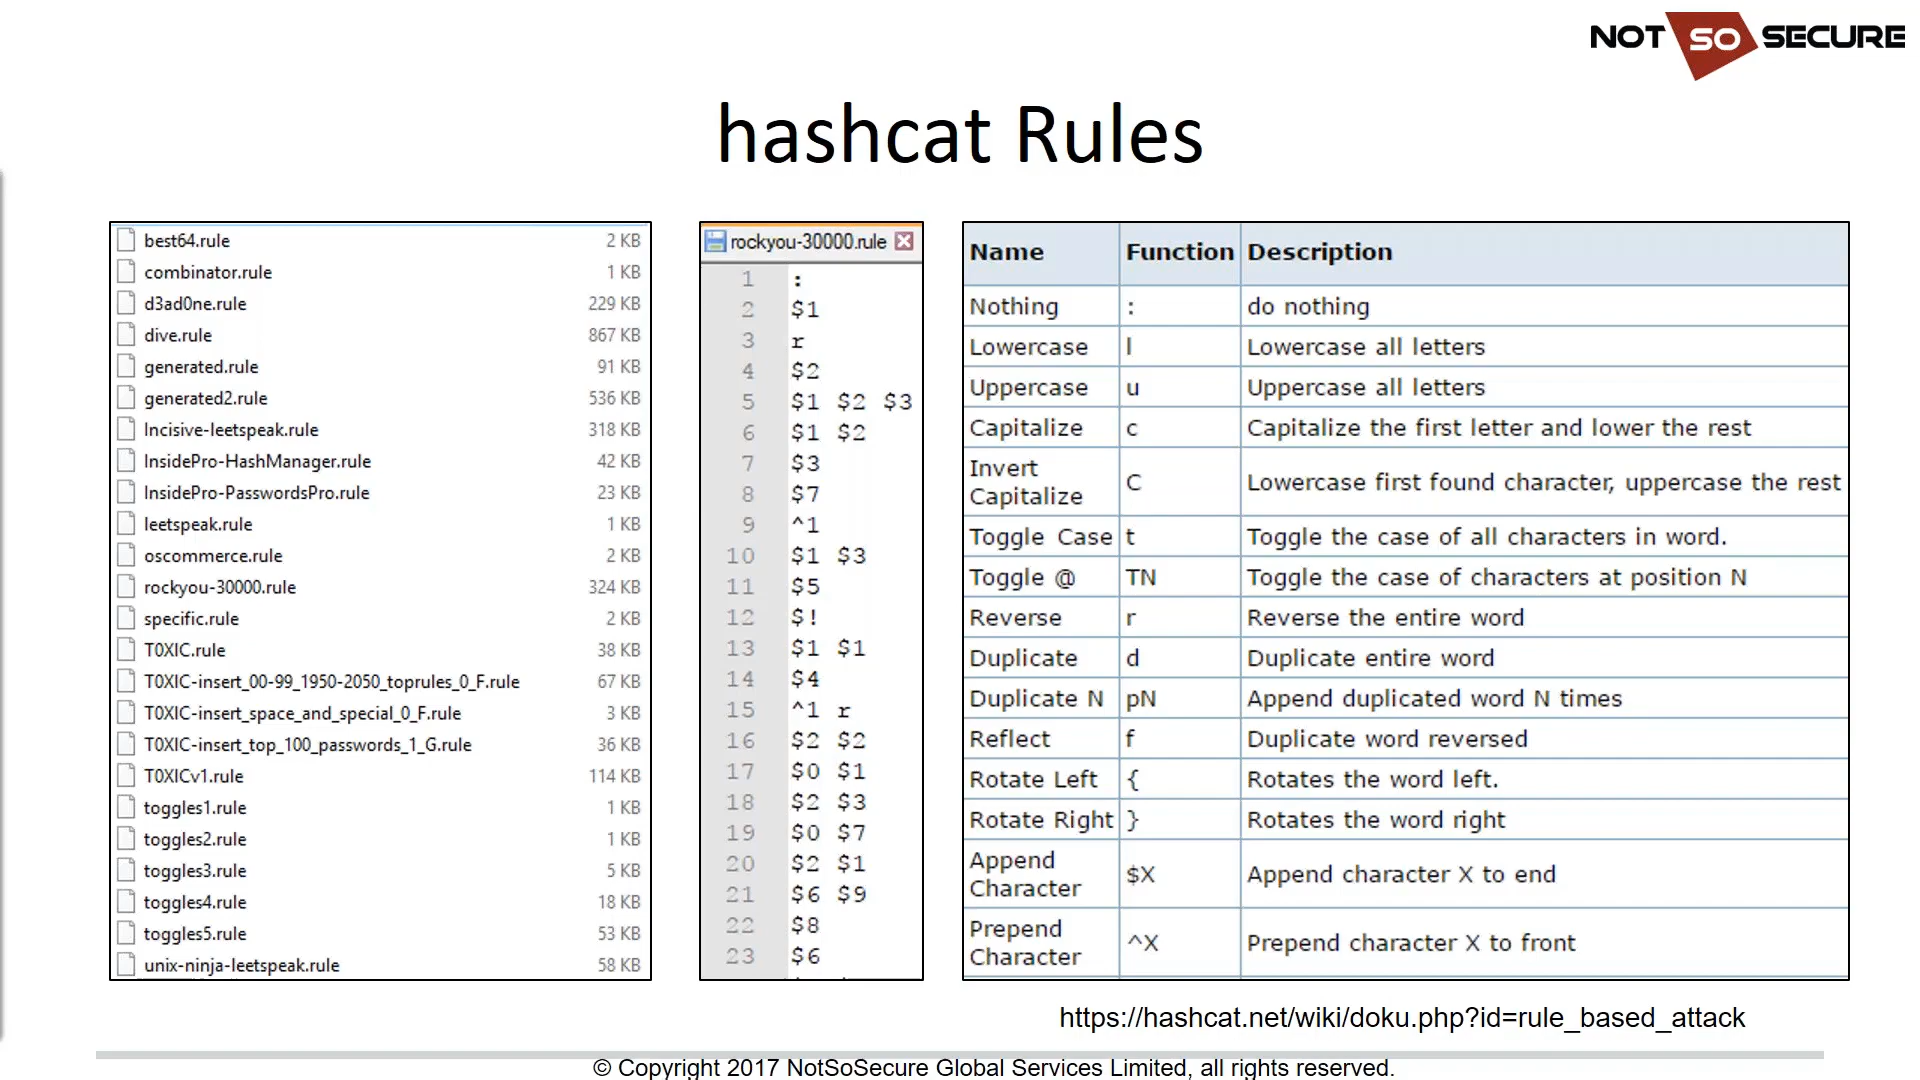 NOT SO SECURE
hashcat Rules
best64.rule 2 KB
combinator.rule 1 KB
d3ad0ne.rule 229 KB
dive.rule 867 KB
generated.rule 91 KB
generated2.rule 536 KB
Incisive-leetspeak.rule 318 KB
InsidePro-HashManager.rule 42 KB
InsidePro-PasswordsPro.rule 23 KB
leetspeak.rule 1 KB
oscommerce.rule 2 KB
rockyou-30000.rule 324 KB
specific.rule 2 KB
T0XIC.rule 38 KB
T0XIC-insert_00-99_1950-2050_toprules_0_F.rule 67 KB
T0XIC-insert_space_and_special_0_F.rule 3 KB
T0XIC-insert_top_100_passwords_1_G.rule 36 KB
T0XICv1.rule 114 KB
toggles1.rule 1 KB
toggles2.rule 1 KB
toggles3.rule 5 KB
toggles4.rule 18 KB
toggles5.rule 53 KB
unix-ninja-leetspeak.rule 58 KB
rockyou-30000.rule
1 :
2 $1
3 r
4 $2
5 $1 $2 $3
6 $1 $2
7 $3
8 $7
9 ^1
10 $1 $3
11 $5
12 $!
13 $1 $1
14 $4
15 ^1 r
16 $2 $2
17 $0 $1
18 $2 $3
19 $0 $7
20 $2 $1
21 $6 $9
22 $8
23 $6
Name Function Description
Nothing : do nothing
Lowercase l Lowercase all letters
Uppercase u Uppercase all letters
Capitalize c Capitalize the first letter and lower the rest
Invert
Capitalize C Lowercase first found character, uppercase the rest
Toggle Case t Toggle the case of all characters in word.
Toggle @ TN Toggle the case of characters at position N
Reverse r Reverse the entire word
Duplicate d Duplicate entire word
Duplicate N pN Append duplicated word N times
Reflect f Duplicate word reversed
Rotate Left { Rotates the word left.
Rotate Right } Rotates the word right
Append
Character $X Append character X to end
Prepend
Character ^X Prepend character X to front
https://hashcat.net/wiki/doku.php?id=rule_based_attack
© Copyright 2017 NotSoSecure Global Services Limited, all rights reserved.